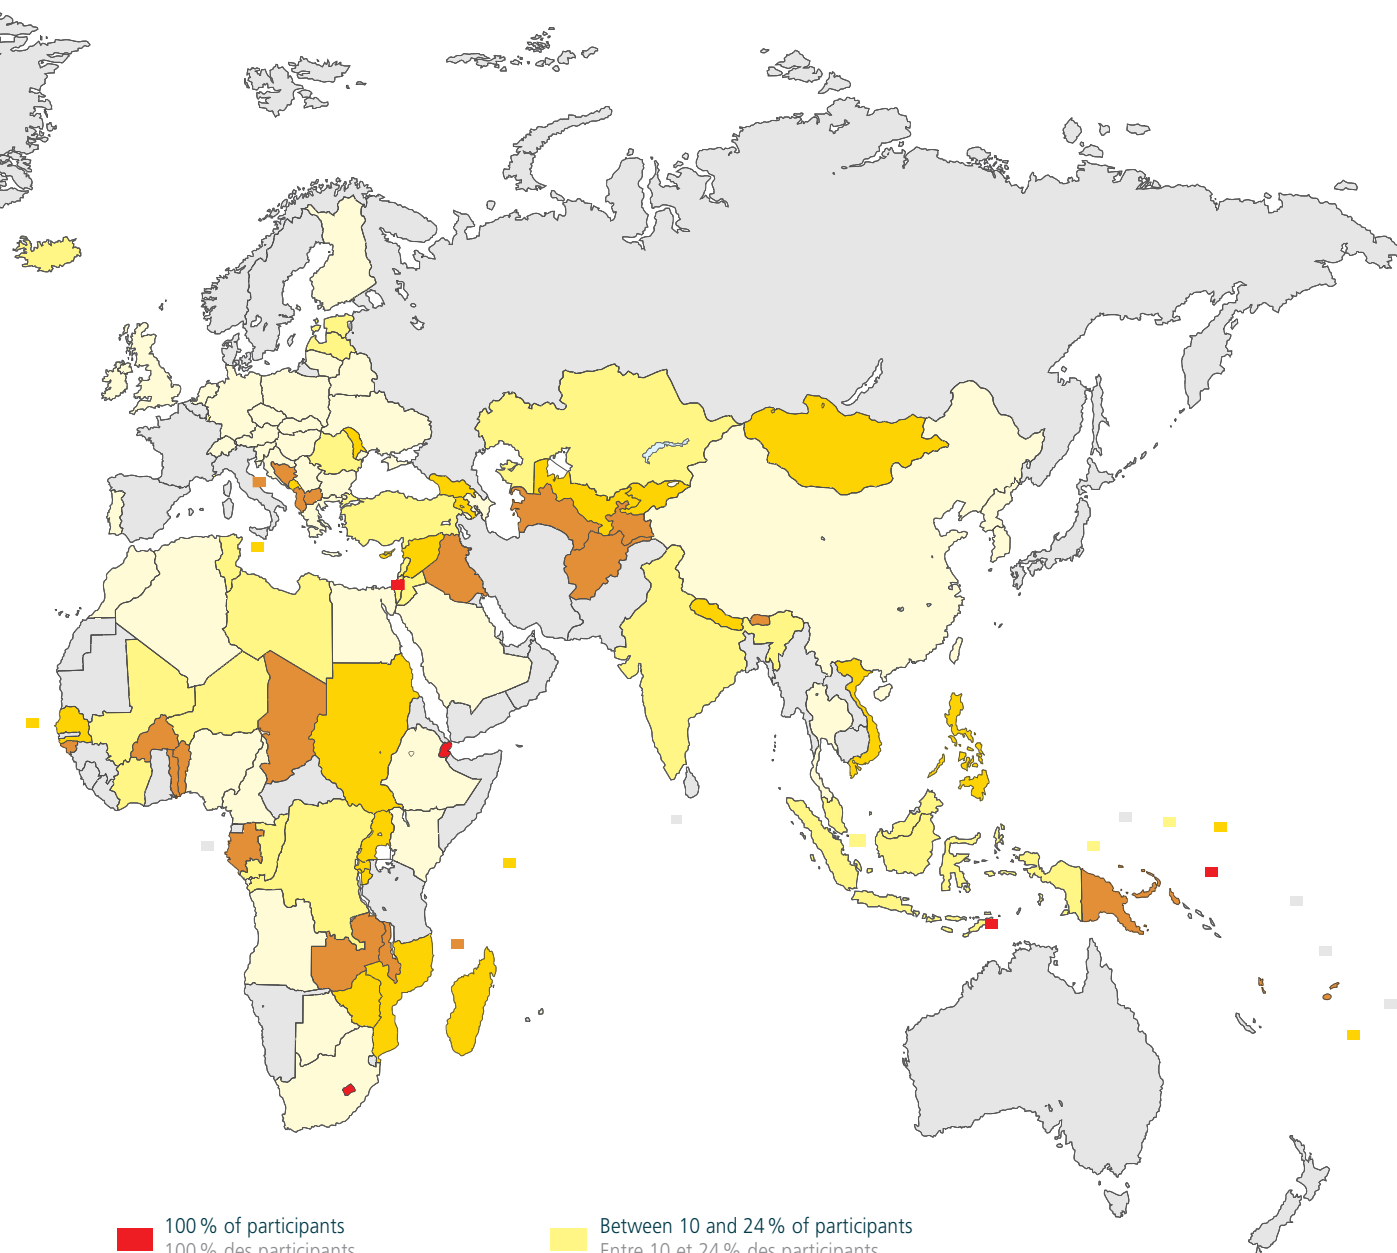 100 % of participants
100 % des participants
Between 10 and 24 % of participants
Entre 10 et 24 % des participants